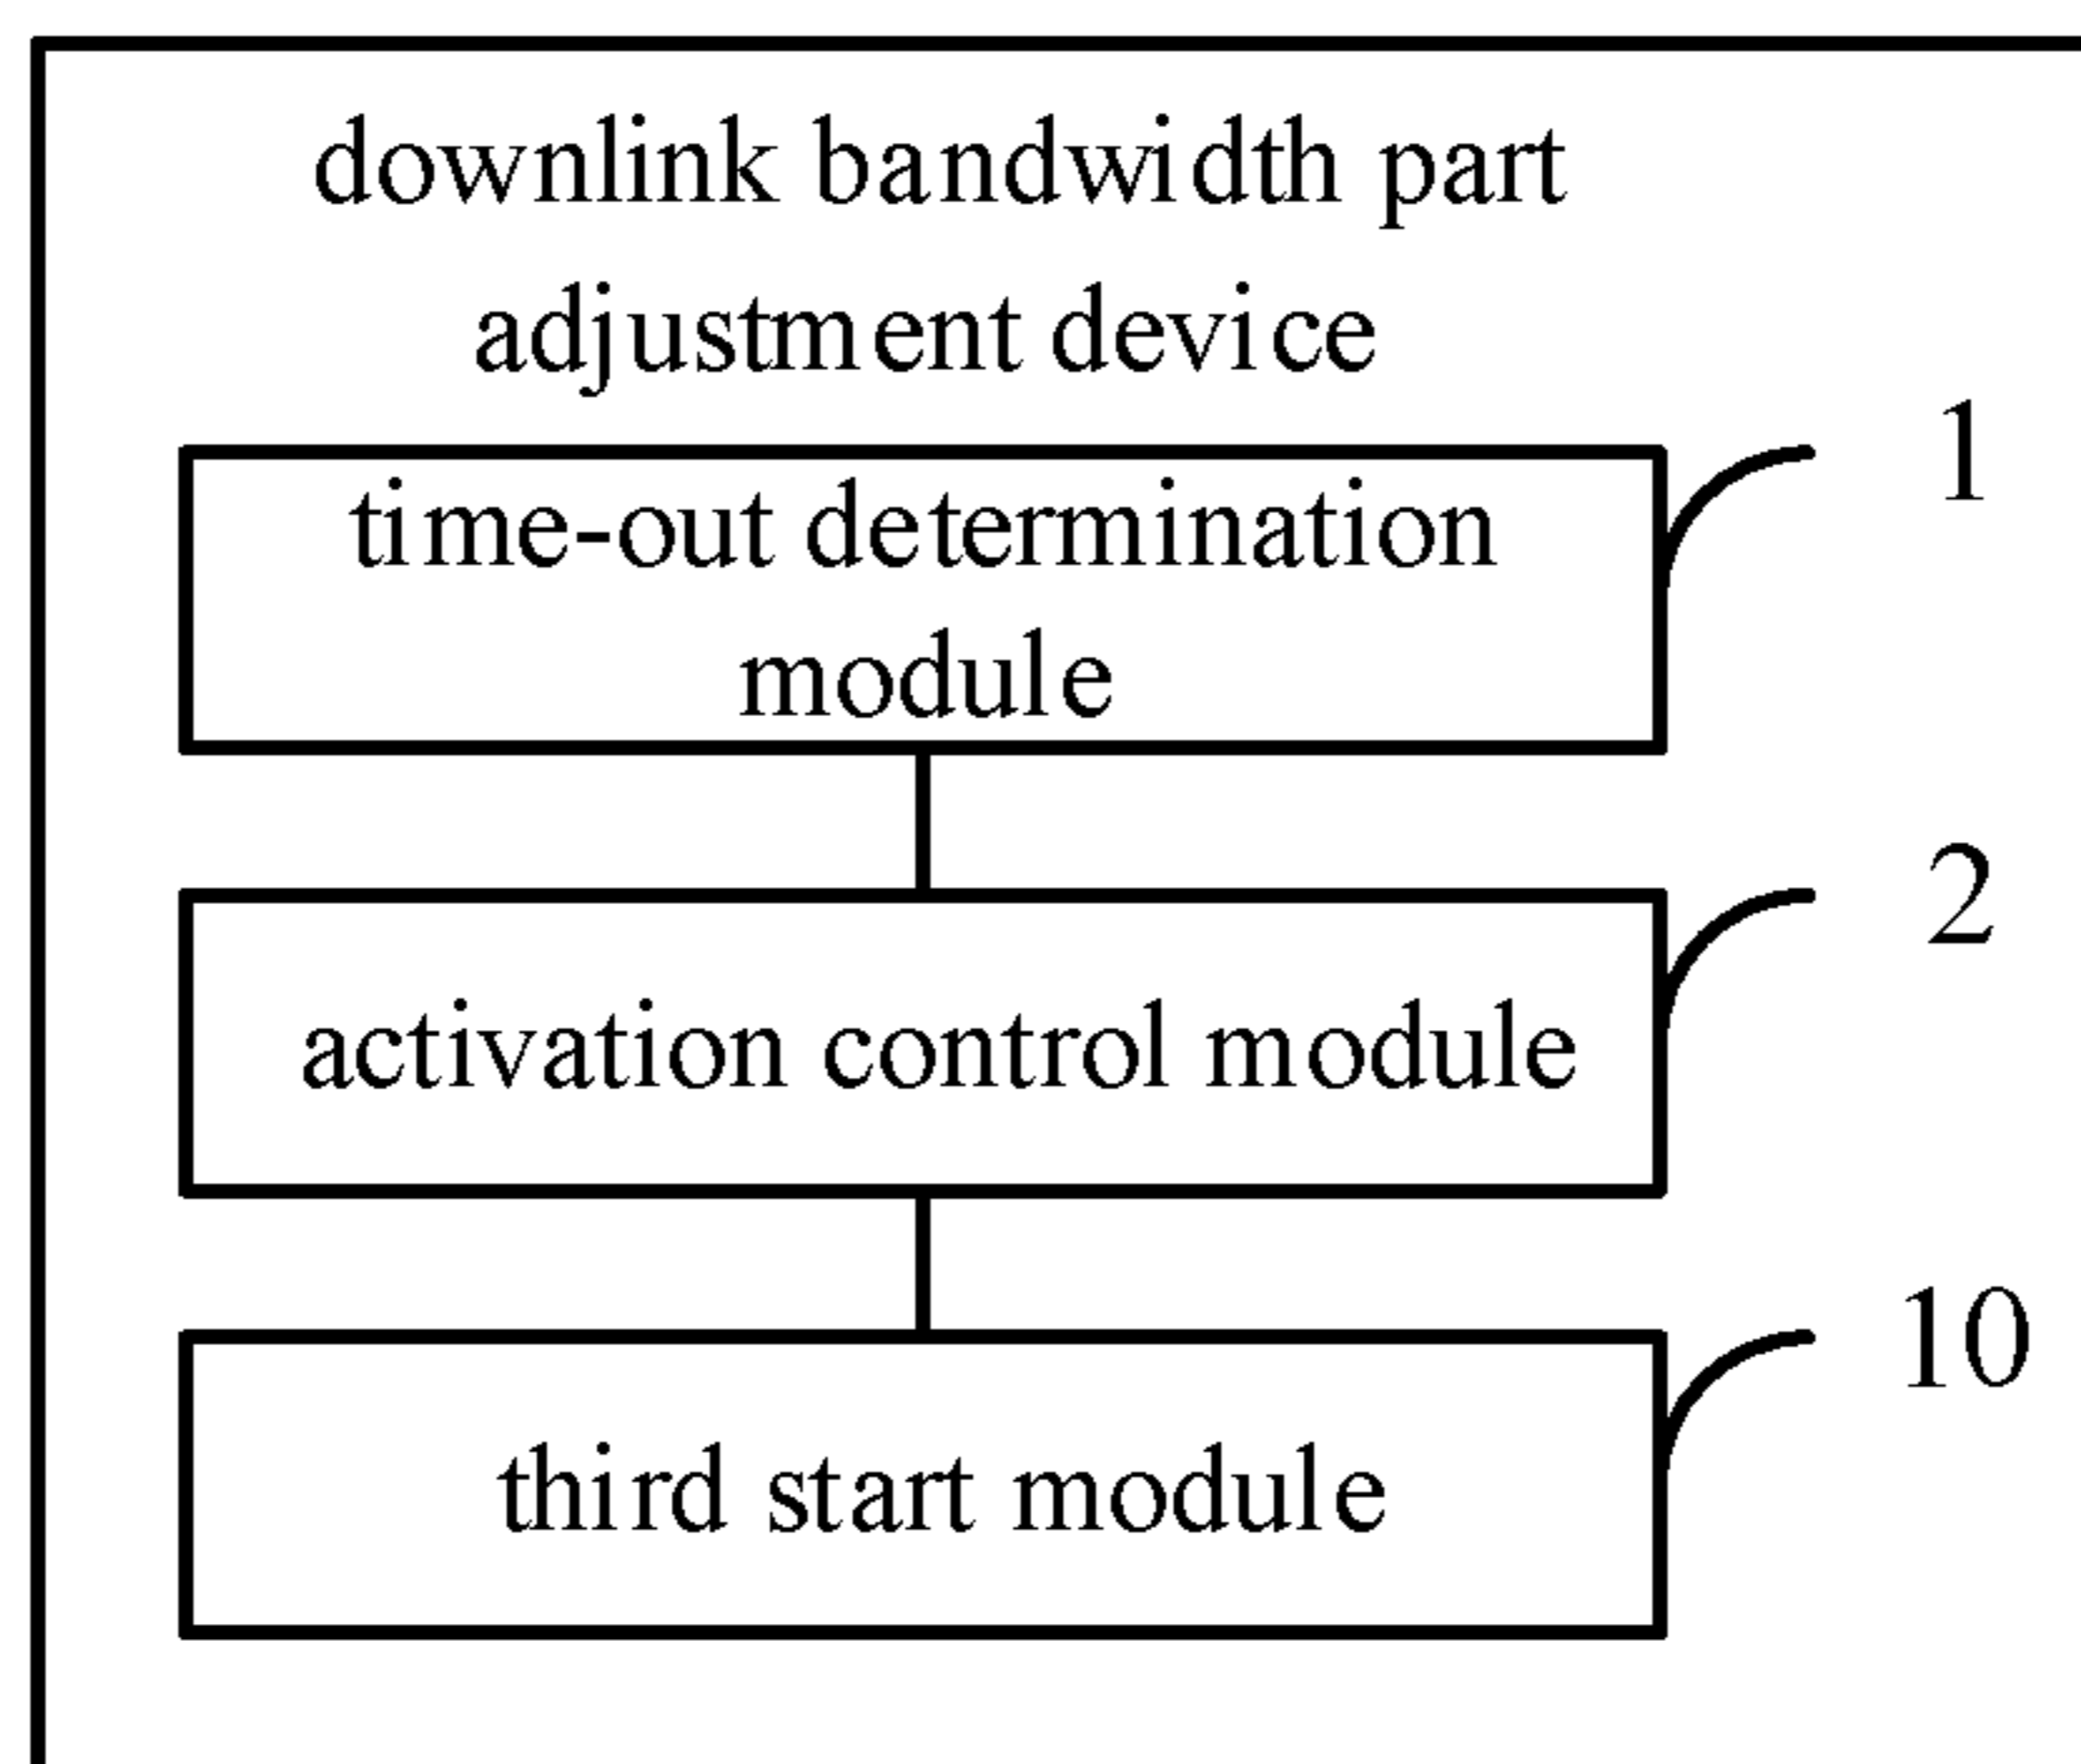 downlink bandwidth part
adjustment device
1
time-out determination
module
2
activation control module
10
third start module